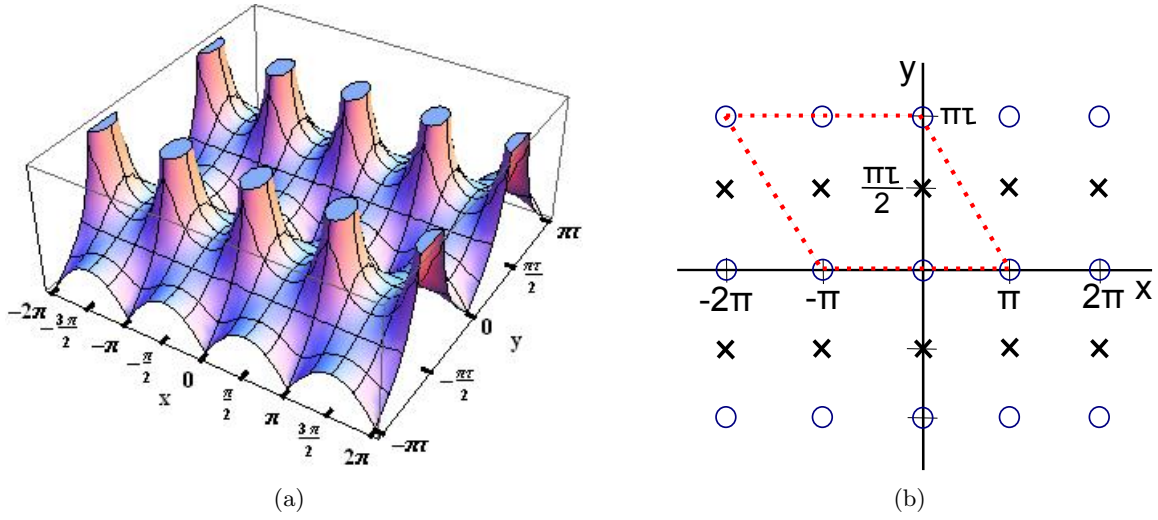 -2π
-3π/2
-π
-π/2
0
π/2
π
3π/2
2π
x
-πτ
-πτ/2
0
y
πτ/2
πτ
(a)
y
πτ
πτ/2
-2π
-π
π
2π
x
(b)